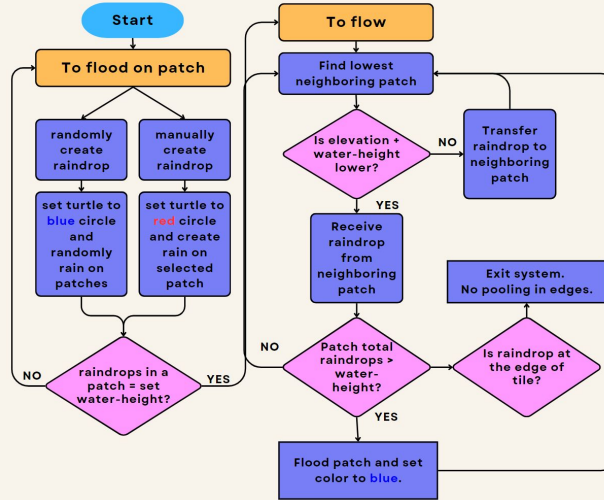 Start
To flood on patch
randomly
create
raindrop
manually
create
raindrop
set turtle to
blue circle
and
randomly
rain on
patches
set turtle to
red circle
and create
rain on
selected
patch
raindrops in a
patch = set
water-height?
NO
YES
To flow
Find lowest
neighboring patch
Is elevation +
water-height
lower?
NO
Transfer
raindrop to
neighboring
patch
YES
Receive
raindrop
from
neighboring
patch
Patch total
raindrops >
water-
height?
NO
YES
Is raindrop at
the edge of
tile?
Exit system.
No pooling in edges.
Flood patch and set
color to blue.